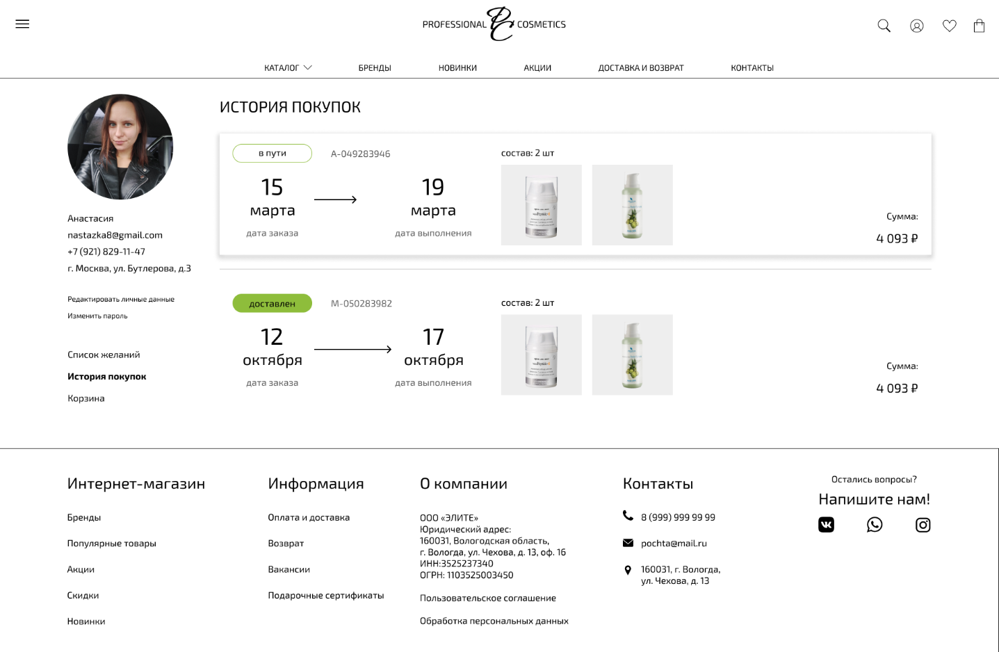 PROFESSIONAL PC COSMETICS
КАТАЛОГ
БРЕНДЫ
НОВИНКИ
АКЦИИ
ДОСТАВКА И ВОЗВРАТ
КОНТАКТЫ
Анастасия
nastazka8@gmail.com
+7 (921) 829-11-47
г. Москва, ул. Бутлерова, д.3
Редактировать личные данные
Изменить пароль
Список желаний
История покупок
Корзина
ИСТОРИЯ ПОКУПОК
в пути
А-049283946
15
марта
дата заказа
19
марта
дата выполнения
состав: 2 шт
Сумма:
4 093 ₽
доставлен
М-050283982
12
октября
дата заказа
17
октября
дата выполнения
состав: 2 шт
Сумма:
4 093 ₽
Интернет-магазин
Бренды
Популярные товары
Акции
Скидки
Новинки
Информация
Оплата и доставка
Возврат
Вакансии
Подарочные сертификаты
О компании
ООО «ЭЛИТЕ»
Юридический адрес:
160031, Вологодская область,
г. Вологда, ул. Чехова, д. 13, оф. 16
ИНН:3525237340
ОГРН: 1103525003450
Пользовательское соглашение
Обработка персональных данных
Контакты
8 (999) 999 99 99
pochta@mail.ru
160031, г. Вологда,
ул. Чехова, д. 13
Остались вопросы?
Напишите нам!